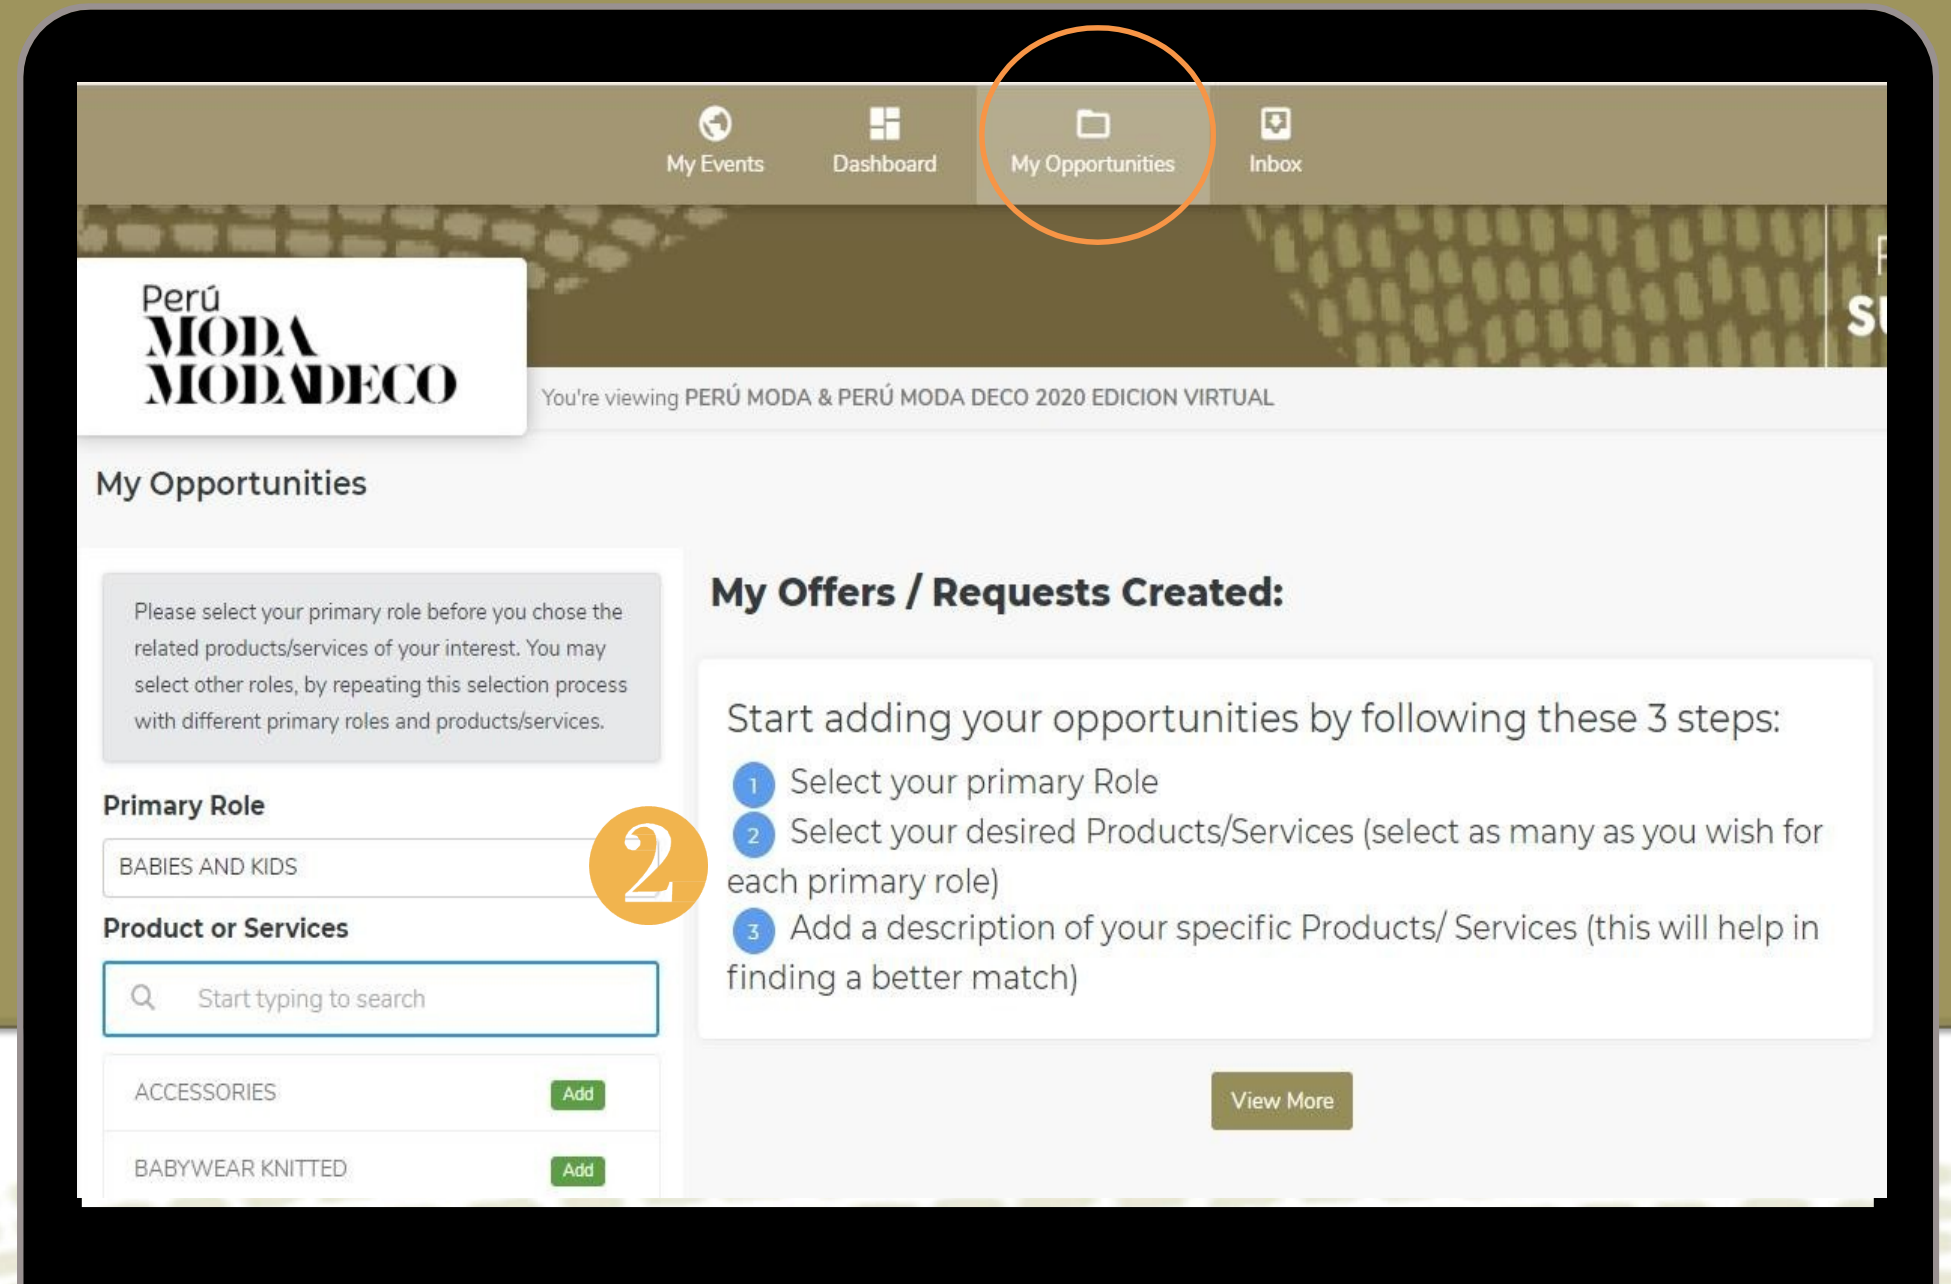 My Events
Dashboard
My Opportunities
Inbox
Perú
MODA
MODADECO
You're viewing PERÚ MODA & PERÚ MODA DECO 2020 EDICION VIRTUAL
My Opportunities
Please select your primary role before you chose the
related products/services of your interest. You may
select other roles, by repeating this selection process
with different primary roles and products/services.
Primary Role
BABIES AND KIDS
2
Product or Services
Start typing to search
ACCESSORIES
Add
BABYWEAR KNITTED
Add
My Offers / Requests Created:
Start adding your opportunities by following these 3 steps:
1 Select your primary Role
2 Select your desired Products/Services (select as many as you wish for
each primary role)
3 Add a description of your specific Products/ Services (this will help in
finding a better match)
View More